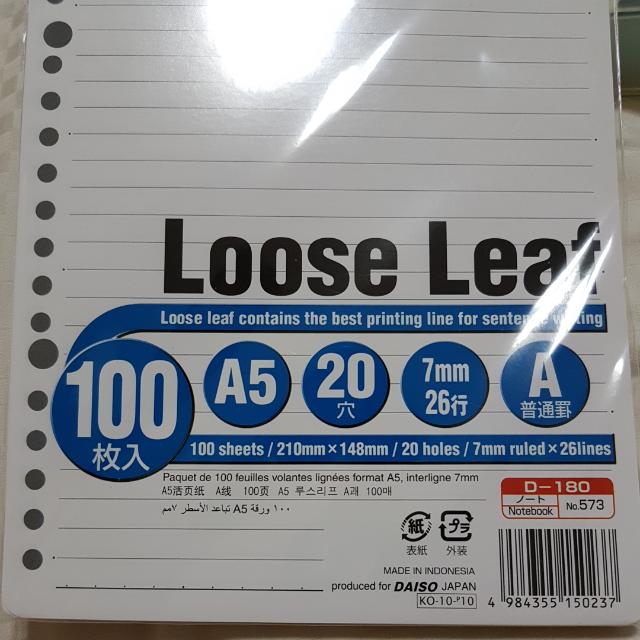 Loose Leaf
Loose leaf contains the best printing line for sentence writing
100 枚入
A5
20 穴
7mm 26行
A 普通罫
100 sheets / 210mm×148mm / 20 holes / 7mm ruled×26lines
Paquet de 100 feuilles volantes lignées format A5, interligne 7mm
A5活页纸 A线 100页 A5 루스리프 A괘 100매
١٠٠ ورقة A5 تباعد الأسطر ٧مم
D-180
ノート
Notebook
No.573
紙
表紙
プラ
外装
MADE IN INDONESIA
produced for DAISO JAPAN
KO-10-P10
4 984355 150237